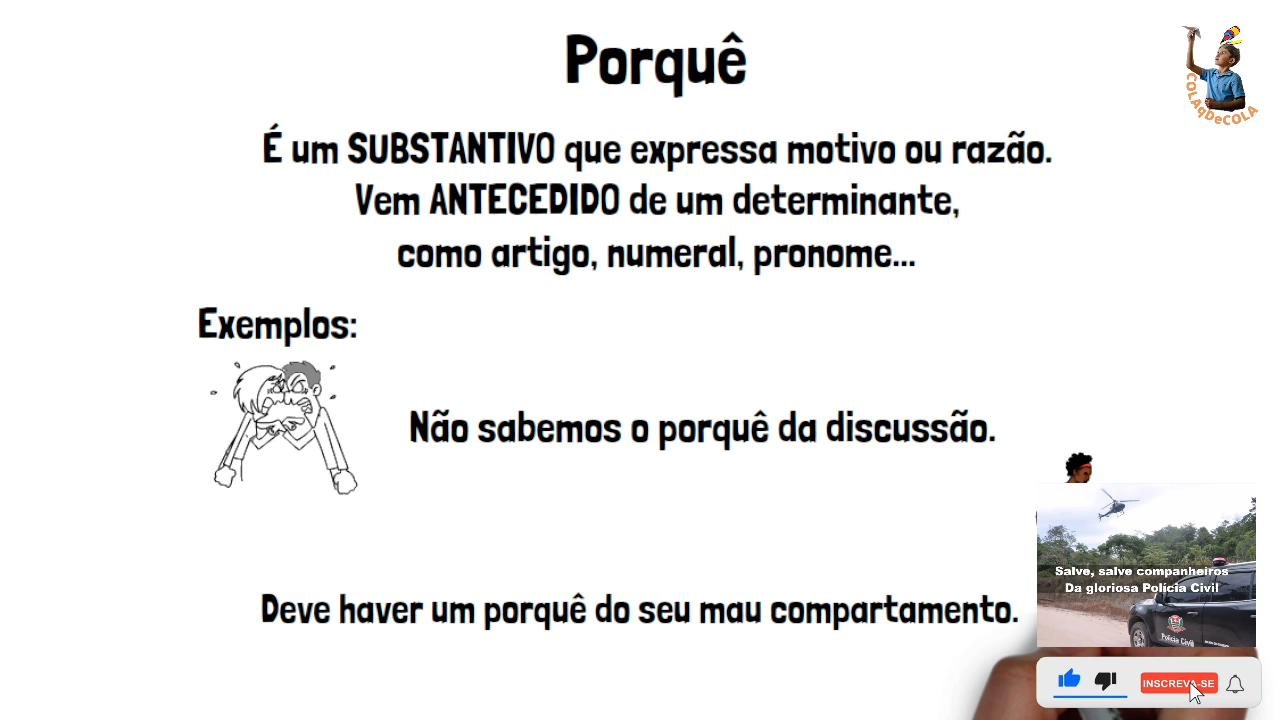 Porquê
COLAqDeCOLA
É um SUBSTANTIVO que expressa motivo ou razão.
Vem ANTECEDIDO de um determinante,
como artigo, numeral, pronome...
Exemplos:
Não sabemos o porquê da discussão.
Salve, salve companheiros
Da gloriosa Polícia Civil
Polícia Civil
Deve haver um porquê do seu mau compartamento.
INSCREVA-SE